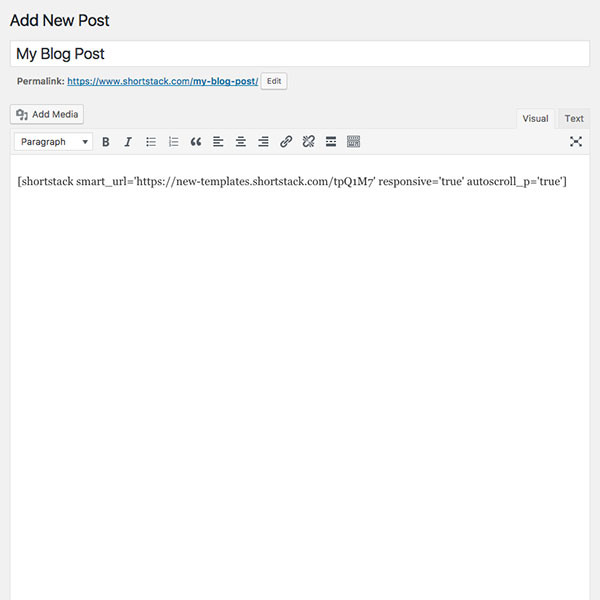 Add New Post
My Blog Post
Permalink: https://www.shortstack.com/my-blog-post/ Edit
Add Media
Visual Text
Paragraph B I
[shortstack smart_url='https://new-templates.shortstack.com/tpQ1M7' responsive='true' autoscroll_p='true']